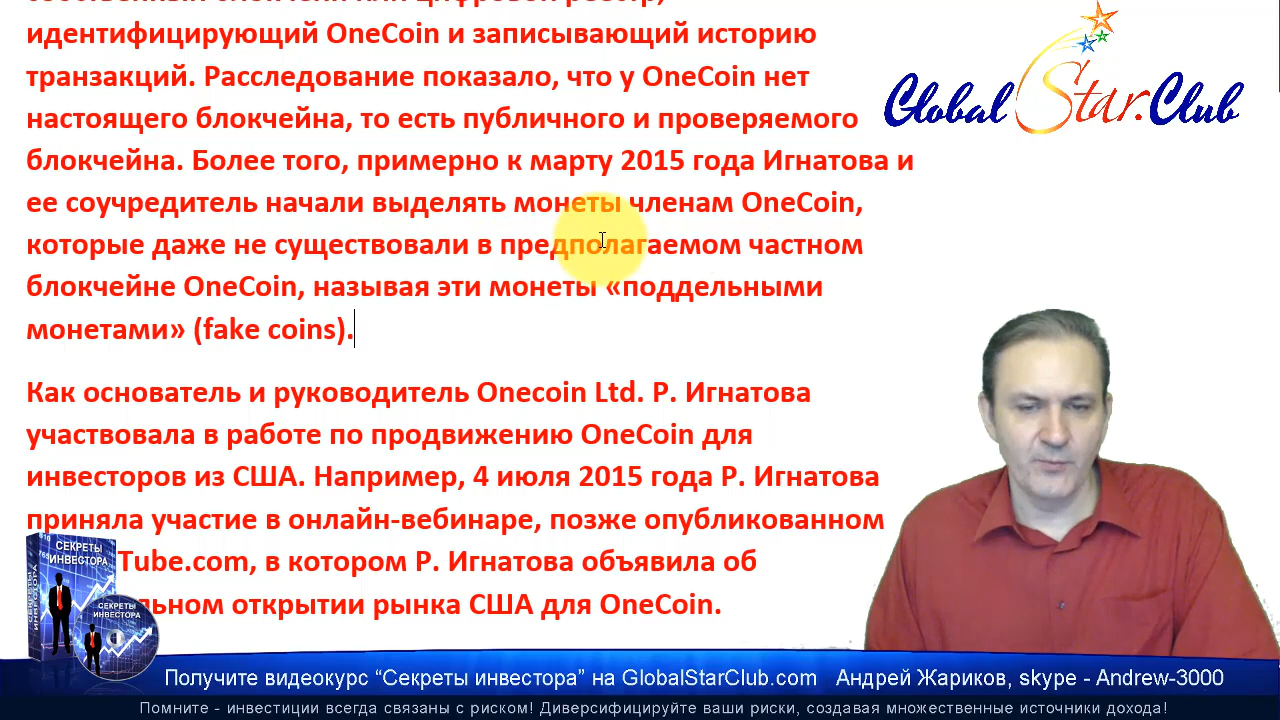 идентифицирующий OneCoin и записывающий историю
транзакций. Расследование показало, что у OneCoin нет
настоящего блокчейна, то есть публичного и проверяемого
блокчейна. Более того, примерно к марту 2015 года Игнатова и
ее соучредитель начали выделять монеты членам OneCoin,
которые даже не существовали в предполагаемом частном
блокчейне OneCoin, называя эти монеты «поддельными
монетами» (fake coins).
Как основатель и руководитель Onecoin Ltd. Р. Игнатова
участвовала в работе по продвижению OneCoin для
инвесторов из США. Например, 4 июля 2015 года Р. Игнатова
приняла участие в онлайн-вебинаре, позже опубликованном
Tube.com, в котором Р. Игнатова объявила об
льном открытии рынка США для OneCoin.
Global Star.Club
СЕКРЕТЫ
ИНВЕСТОРА
СЕКРЕТЫ
ИНВЕСТОРА
СЕКРЕТЫ
ИНВЕСТОРА
Получите видеокурс “Секреты инвестора” на GlobalStarClub.com Андрей Жариков, skype - Andrew-3000
Помните - инвестиции всегда связаны с риском! Диверсифицируйте ваши риски, создавая множественные источники дохода!